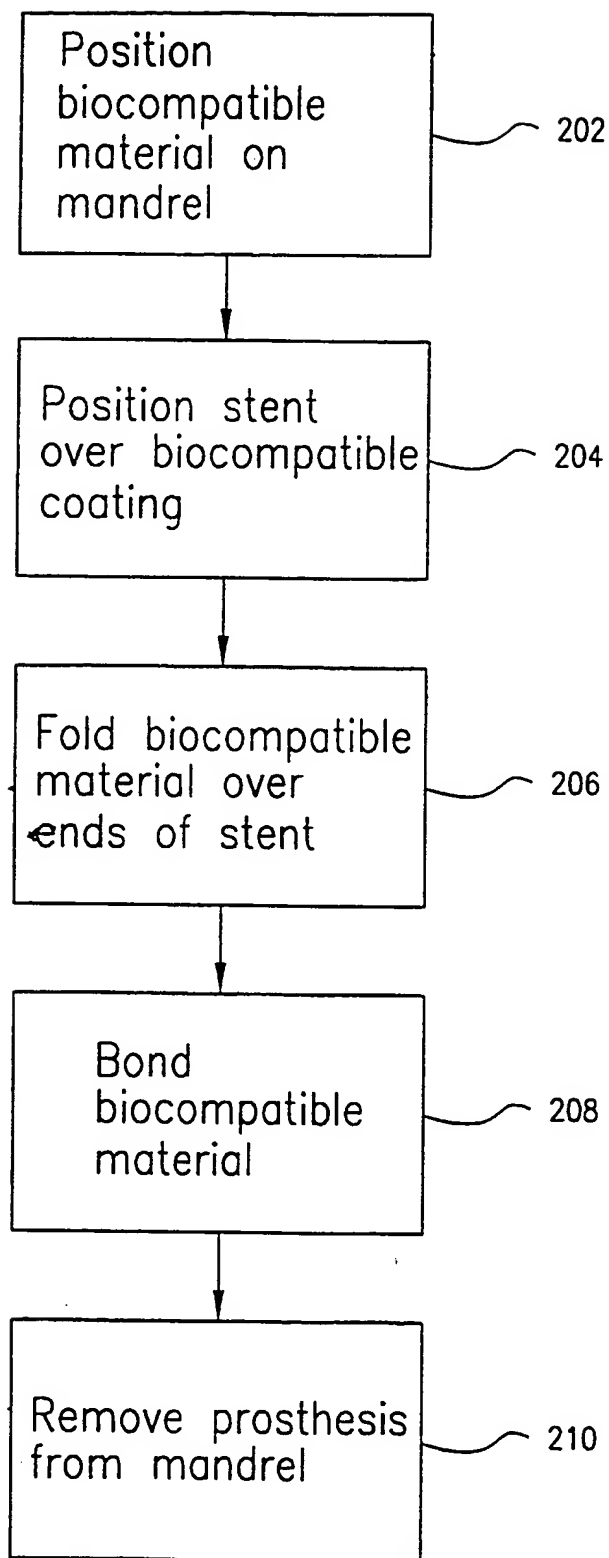 Position
biocompatible
material on
mandrel
202
Position stent
over biocompatible
coating
204
Fold biocompatible
material over
ends of stent
206
Bond
biocompatible
material
208
Remove prosthesis
from mandrel
210